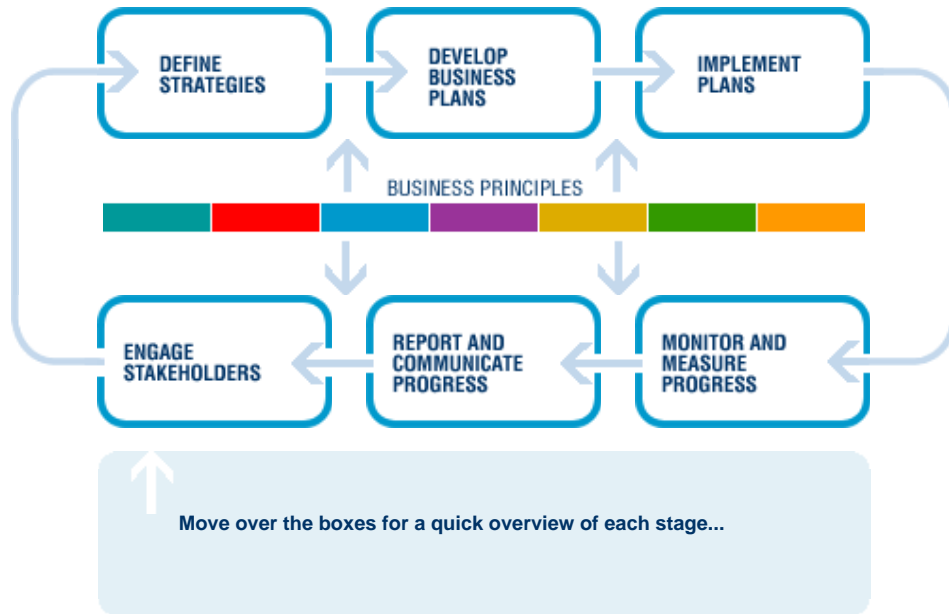 DEFINE
STRATEGIES
DEVELOP
BUSINESS
PLANS
IMPLEMENT
PLANS
BUSINESS PRINCIPLES
ENGAGE
STAKEHOLDERS
REPORT AND
COMMUNICATE
PROGRESS
MONITOR AND
MEASURE
PROGRESS
Move over the boxes for a quick overview of each stage...